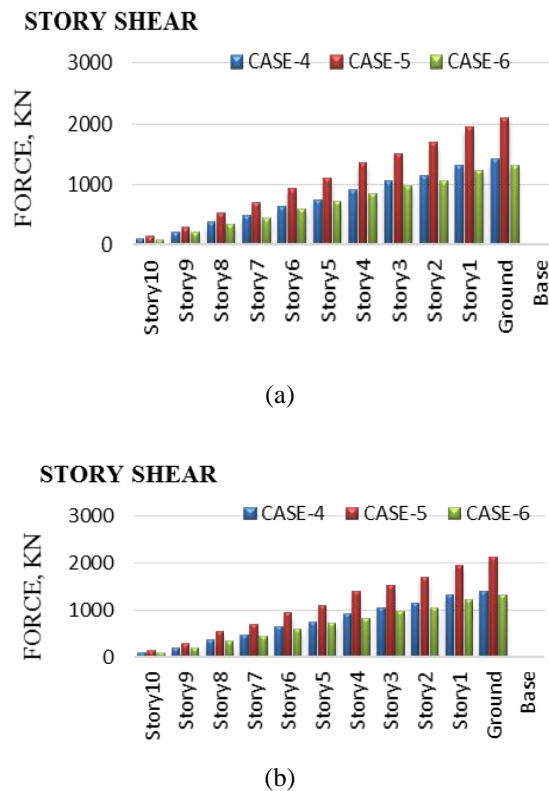 STORY SHEAR
3000
CASE-4 CASE-5 CASE-6
2000
1000
0
FORCE, KN
Story10
Story9
Story8
Story7
Story6
Story5
Story4
Story3
Story2
Story1
Ground
Base
(a)
STORY SHEAR
3000
CASE-4 CASE-5 CASE-6
2000
1000
0
FORCE, KN
Story10
Story9
Story8
Story7
Story6
Story5
Story4
Story3
Story2
Story1
Ground
Base
(b)